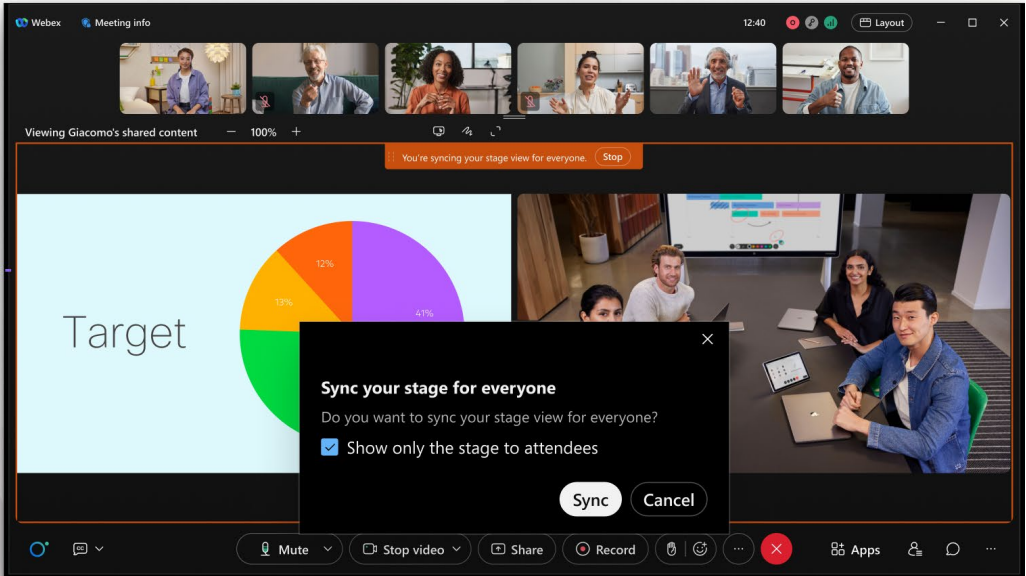 Webex
Meeting info
12:40
Layout
Viewing Giacomo's shared content
100%
You're syncing your stage view for everyone.
Stop
Target
12%
13%
41%
Sync your stage for everyone
Do you want to sync your stage view for everyone?
Show only the stage to attendees
Sync
Cancel
CC
Mute
Stop video
Share
Record
Apps